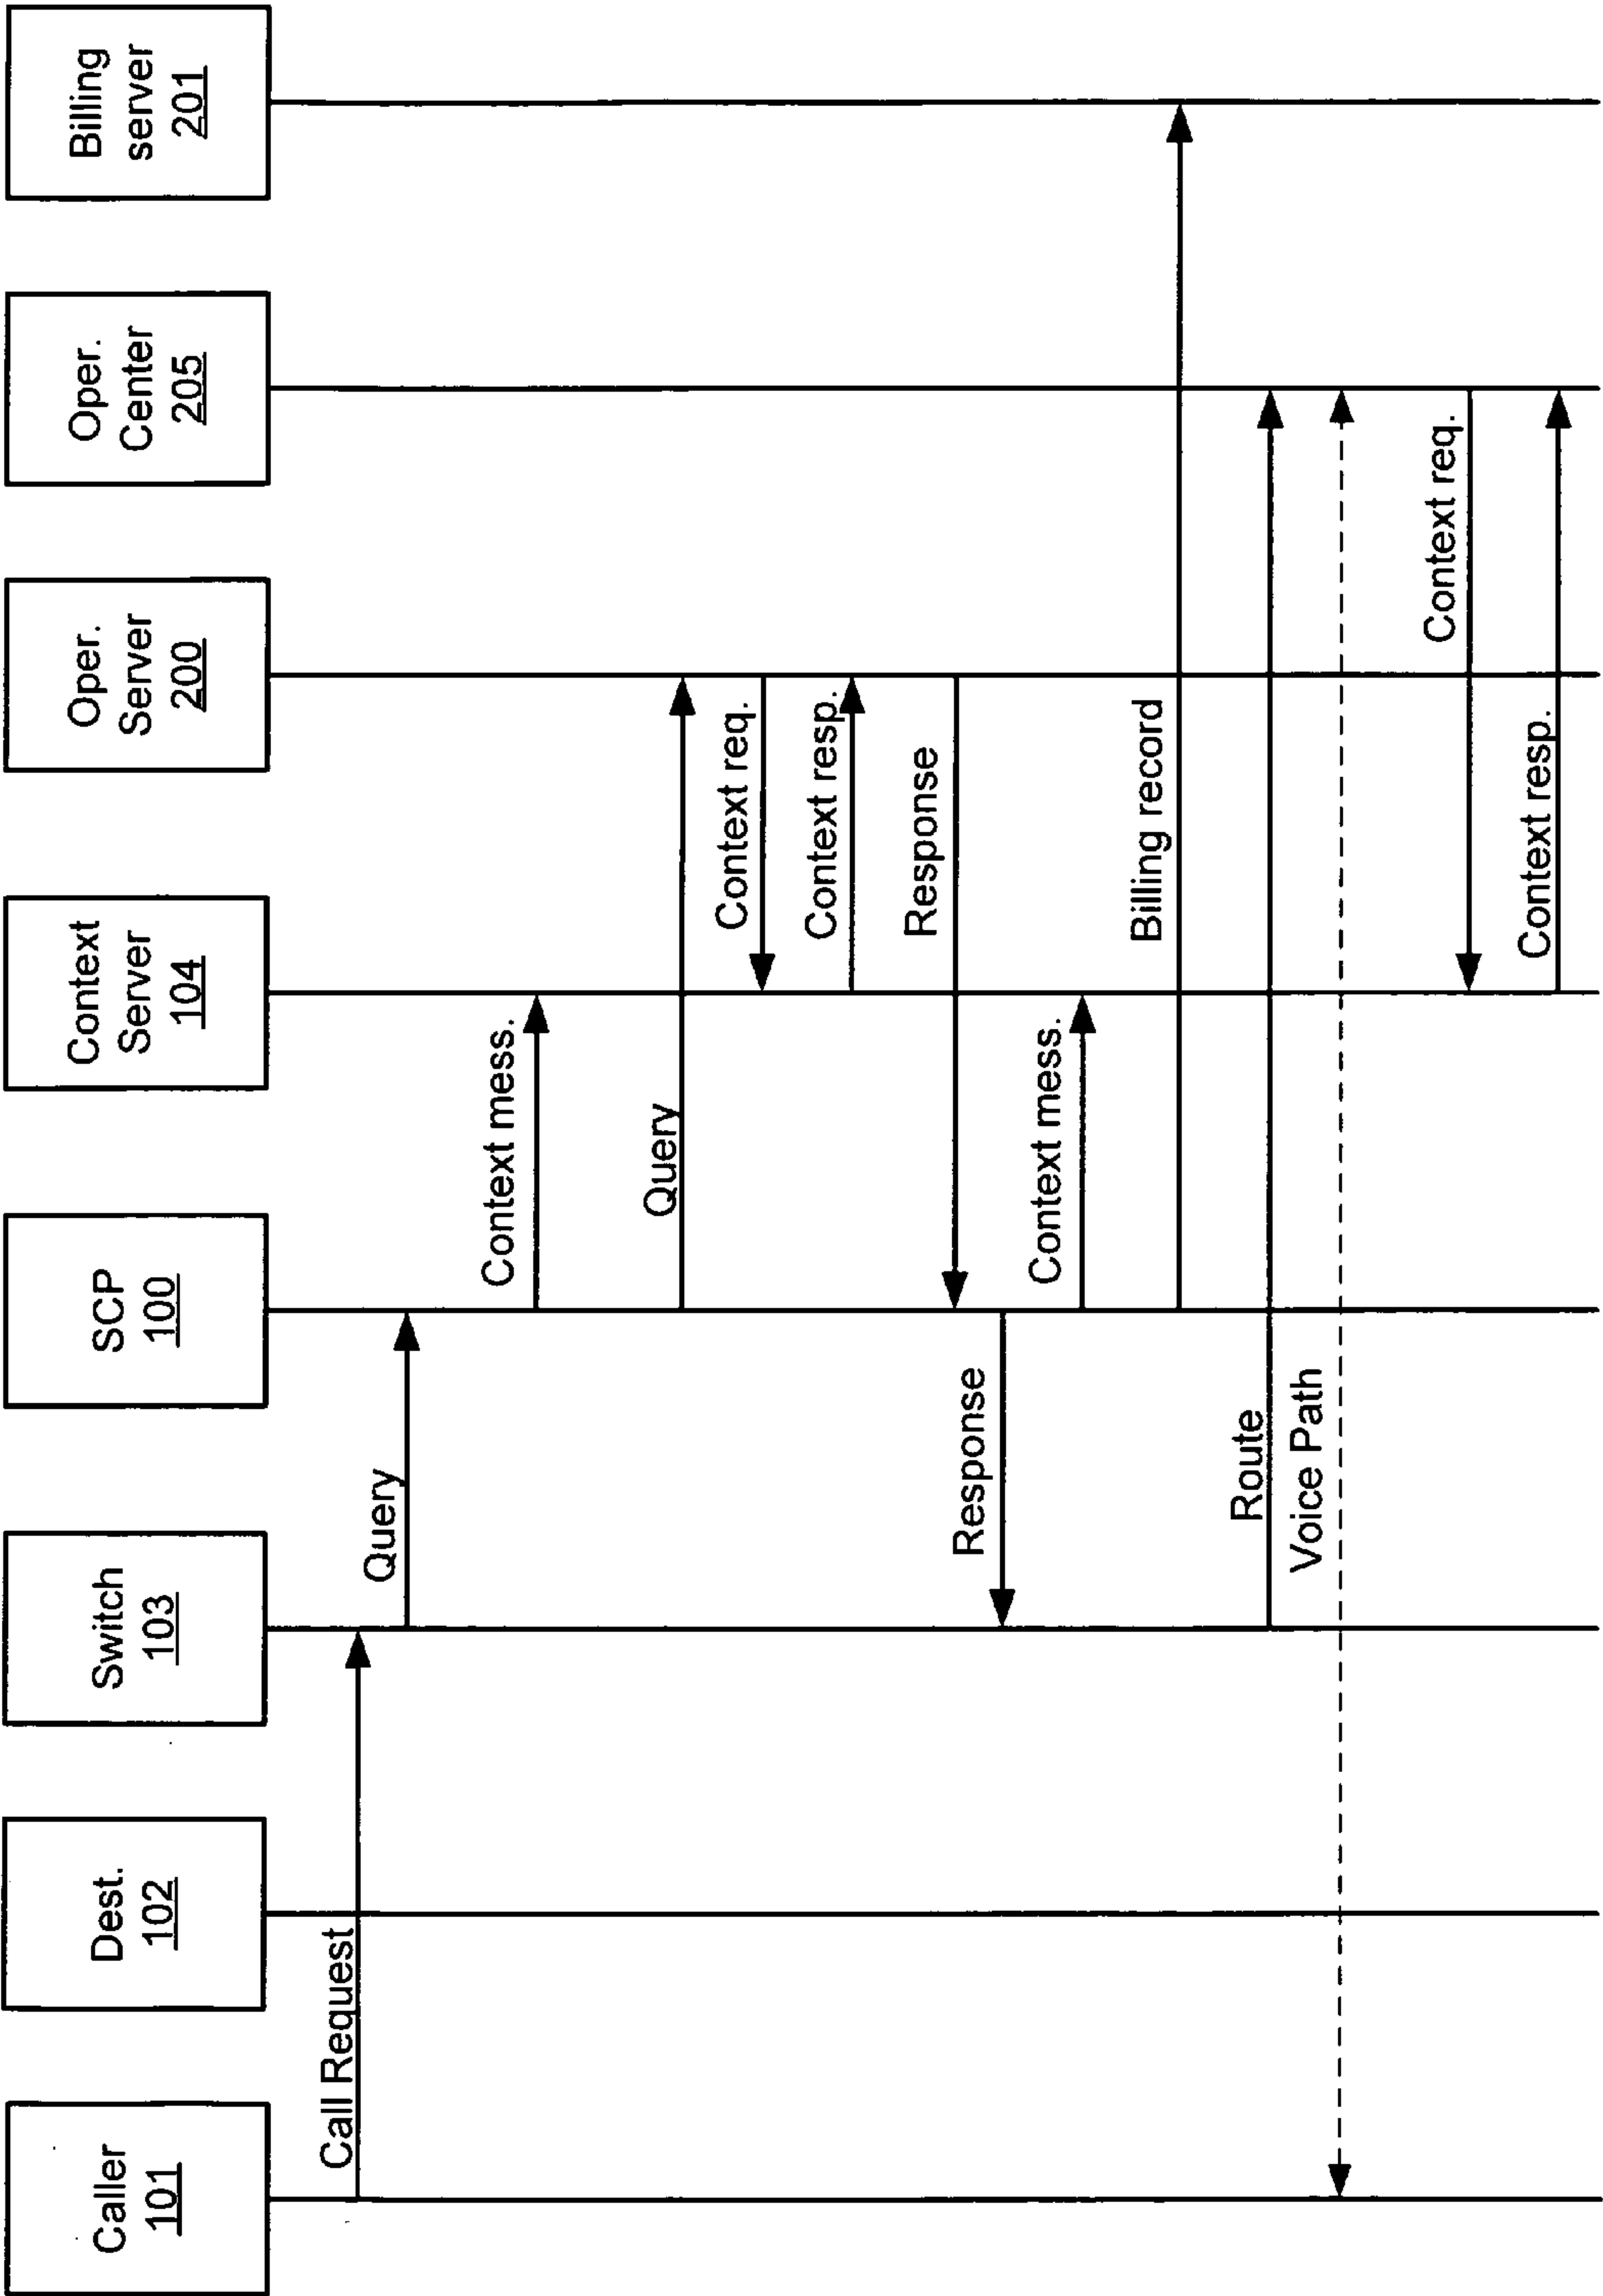 Caller
101
Dest.
102
Switch
103
SCP
100
Context
Server
104
Oper.
Server
200
Oper.
Center
205
Billing
server
201
Call Request
Query
Context mess.
Query
Context req.
Context resp.
Response
Response
Context mess.
Billing record
Route
Voice Path
Context req.
Context resp.